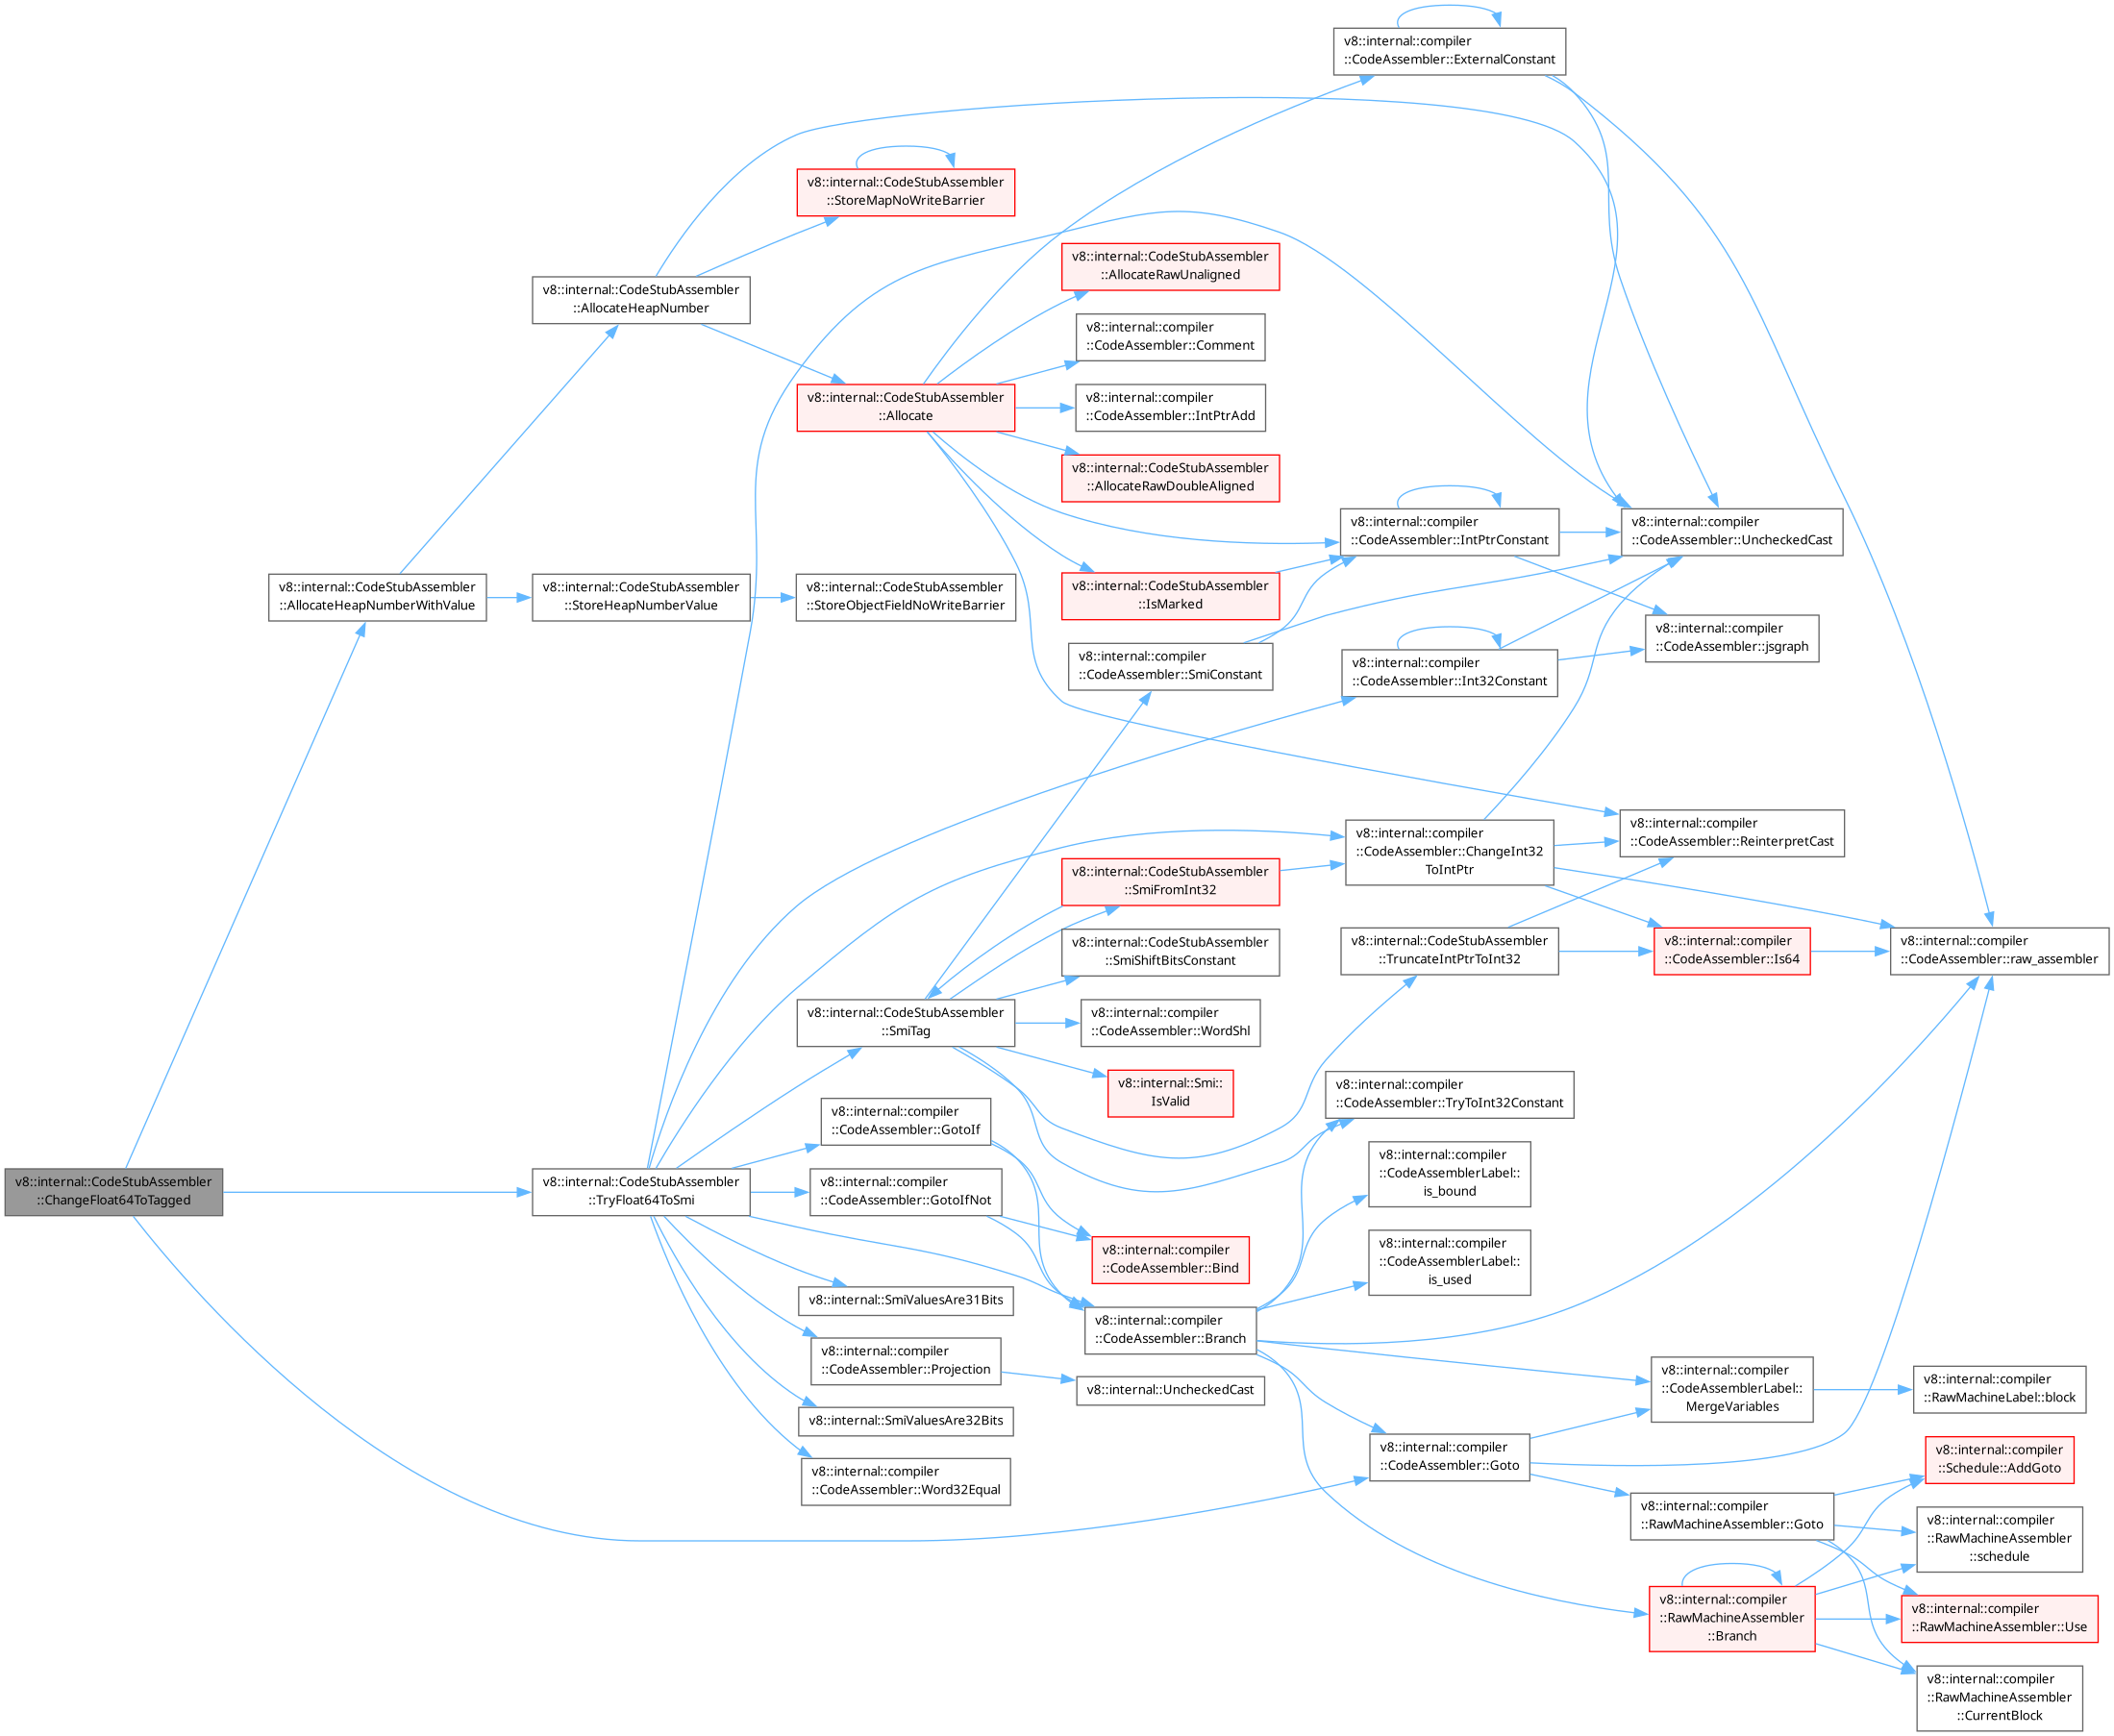 v8::internal::compiler
::CodeAssembler::ExternalConstant
v8::internal::CodeStubAssembler
::StoreMapNoWriteBarrier
v8::internal::CodeStubAssembler
::AllocateRawUnaligned
v8::internal::CodeStubAssembler
::AllocateHeapNumber
v8::internal::compiler
::CodeAssembler::Comment
v8::internal::CodeStubAssembler
::Allocate
v8::internal::compiler
::CodeAssembler::IntPtrAdd
v8::internal::CodeStubAssembler
::AllocateRawDoubleAligned
v8::internal::compiler
::CodeAssembler::IntPtrConstant
v8::internal::compiler
::CodeAssembler::UncheckedCast
v8::internal::CodeStubAssembler
::AllocateHeapNumberWithValue
v8::internal::CodeStubAssembler
::StoreHeapNumberValue
v8::internal::CodeStubAssembler
::StoreObjectFieldNoWriteBarrier
v8::internal::CodeStubAssembler
::IsMarked
v8::internal::compiler
::CodeAssembler::jsgraph
v8::internal::compiler
::CodeAssembler::SmiConstant
v8::internal::compiler
::CodeAssembler::Int32Constant
v8::internal::compiler
::CodeAssembler::ChangeInt32
ToIntPtr
v8::internal::compiler
::CodeAssembler::ReinterpretCast
v8::internal::CodeStubAssembler
::SmiFromInt32
v8::internal::CodeStubAssembler
::SmiShiftBitsConstant
v8::internal::CodeStubAssembler
::TruncateIntPtrToInt32
v8::internal::compiler
::CodeAssembler::Is64
v8::internal::compiler
::CodeAssembler::raw_assembler
v8::internal::CodeStubAssembler
::SmiTag
v8::internal::compiler
::CodeAssembler::WordShl
v8::internal::Smi::
IsValid
v8::internal::compiler
::CodeAssembler::TryToInt32Constant
v8::internal::compiler
::CodeAssembler::GotoIf
v8::internal::compiler
::CodeAssemblerLabel::
is_bound
v8::internal::CodeStubAssembler
::ChangeFloat64ToTagged
v8::internal::CodeStubAssembler
::TryFloat64ToSmi
v8::internal::compiler
::CodeAssembler::GotoIfNot
v8::internal::compiler
::CodeAssembler::Bind
v8::internal::compiler
::CodeAssemblerLabel::
is_used
v8::internal::SmiValuesAre31Bits
v8::internal::compiler
::CodeAssembler::Branch
v8::internal::compiler
::CodeAssembler::Projection
v8::internal::UncheckedCast
v8::internal::compiler
::CodeAssemblerLabel::
MergeVariables
v8::internal::compiler
::RawMachineLabel::block
v8::internal::SmiValuesAre32Bits
v8::internal::compiler
::CodeAssembler::Word32Equal
v8::internal::compiler
::CodeAssembler::Goto
v8::internal::compiler
::Schedule::AddGoto
v8::internal::compiler
::RawMachineAssembler::Goto
v8::internal::compiler
::RawMachineAssembler
::schedule
v8::internal::compiler
::RawMachineAssembler
::Branch
v8::internal::compiler
::RawMachineAssembler::Use
v8::internal::compiler
::RawMachineAssembler
::CurrentBlock